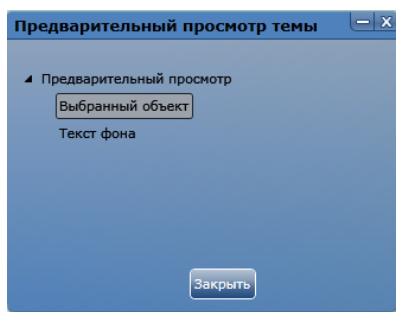 Предварительный просмотр темы
Предварительный просмотр
Выбранный объект
Текст фона
Закрыть